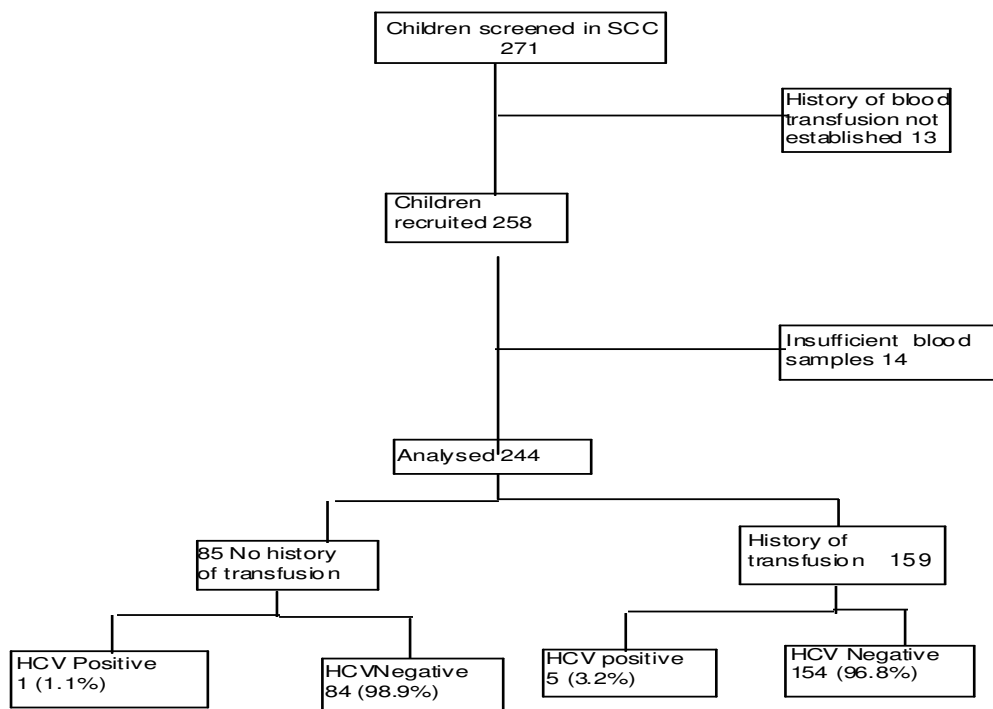 Children screened in SCC
271
History of blood
transfusion not
established 13
Children
recruited 258
Insufficient blood
samples 14
Analysed 244
85 No history
of transfusion
History of
transfusion 159
HCV Positive
1 (1.1%)
HCVNegative
84 (98.9%)
HCV positive
5 (3.2%)
HCV Negative
154 (96.8%)